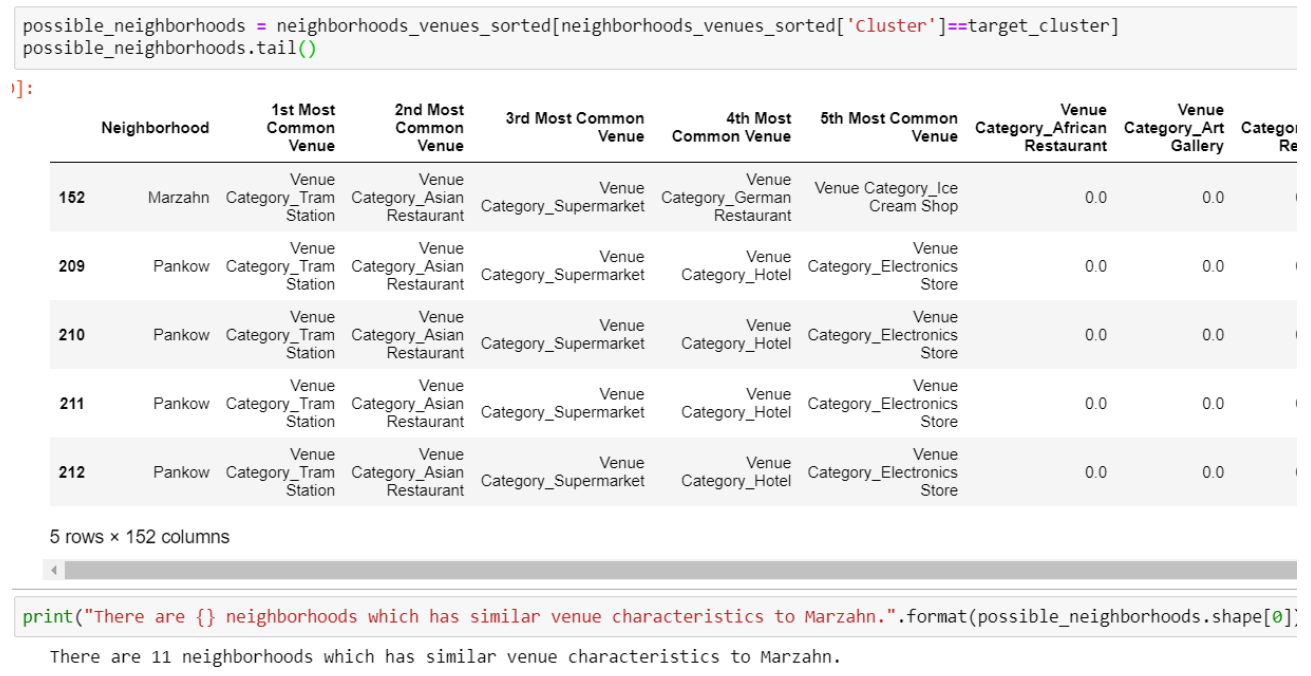 possible_neighborhoods = neighborhoods_venues_sorted[neighborhoods_venues_sorted['Cluster']==target_cluster]
possible_neighborhoods.tail()
]:
Neighborhood 1st Most Common Venue 2nd Most Common Venue 3rd Most Common Venue 4th Most Common Venue 5th Most Common Venue Venue Category_African Restaurant Venue Category_Art Gallery
152 Marzahn Venue Category_Tram Station Venue Category_Asian Restaurant Venue Category_Supermarket Venue Category_German Restaurant Venue Category_Ice Cream Shop 0.0 0.0
209 Pankow Venue Category_Tram Station Venue Category_Asian Restaurant Venue Category_Supermarket Venue Category_Hotel Venue Category_Electronics Store 0.0 0.0
210 Pankow Venue Category_Tram Station Venue Category_Asian Restaurant Venue Category_Supermarket Venue Category_Hotel Venue Category_Electronics Store 0.0 0.0
211 Pankow Venue Category_Tram Station Venue Category_Asian Restaurant Venue Category_Supermarket Venue Category_Hotel Venue Category_Electronics Store 0.0 0.0
212 Pankow Venue Category_Tram Station Venue Category_Asian Restaurant Venue Category_Supermarket Venue Category_Hotel Venue Category_Electronics Store 0.0 0.0
5 rows × 152 columns
print("There are {} neighborhoods which has similar venue characteristics to Marzahn.".format(possible_neighborhoods.shape[0])
There are 11 neighborhoods which has similar venue characteristics to Marzahn.